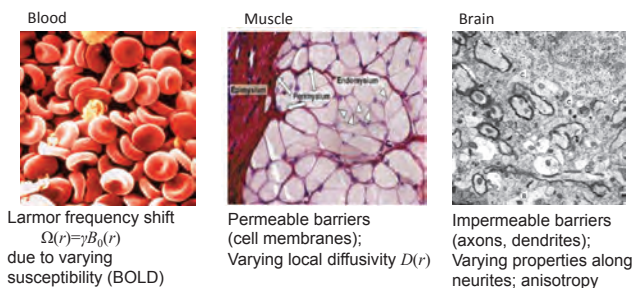 Blood
Muscle
Brain
Epimysium
Perimysium
Endomysium
Larmor frequency shift
Ω(r)=γB₀(r)
due to varying
susceptibility (BOLD)
Permeable barriers
(cell membranes);
Varying local diffusivity D(r)
Impermeable barriers
(axons, dendrites);
Varying properties along
neurites; anisotropy